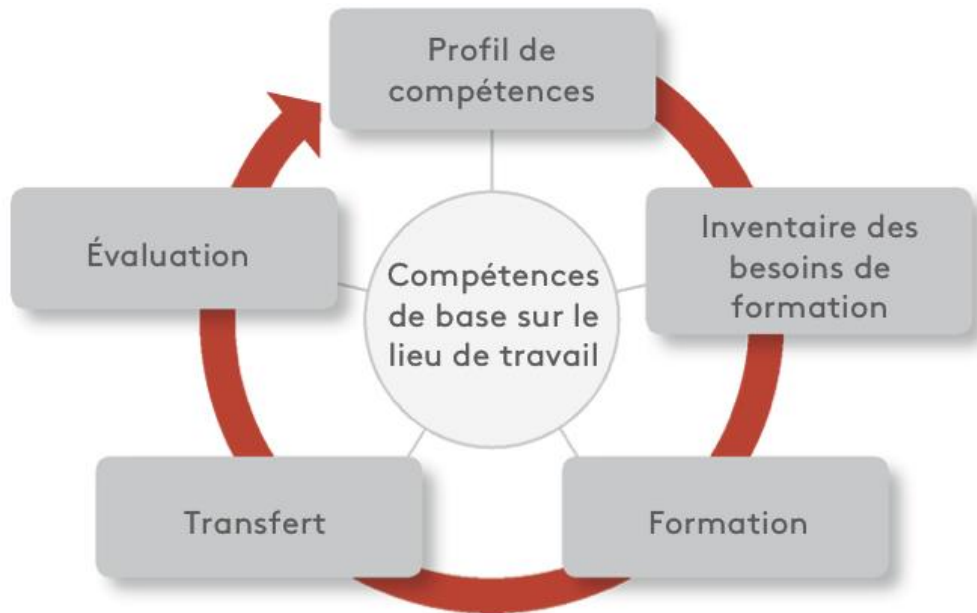 Profil de
compétences
Inventaire des
besoins de
formation
Formation
Transfert
Évaluation
Compétences
de base sur le
lieu de travail